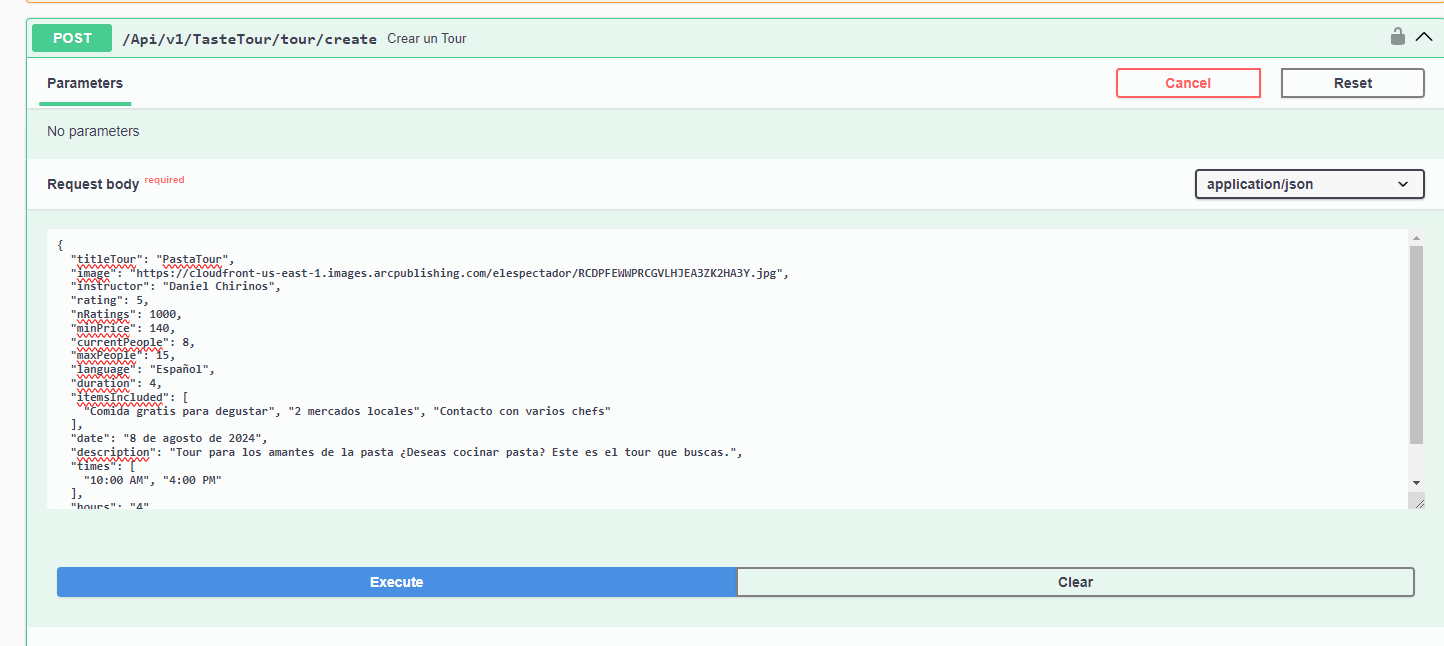 POST /Api/v1/TasteTour/tour/create Crear un Tour
Parameters
Cancel
Reset
No parameters
Request body required
application/json
{
"titleTour": "PastaTour",
"image": "https://cloudfront-us-east-1.images.arcpublishing.com/elespectador/RCDPFEWWPRCGVLHJEA3ZK2HA3Y.jpg",
"instructor": "Daniel Chirinos",
"rating": 5,
"nRatings": 1000,
"minPrice": 140,
"currentPeople": 8,
"maxPeople": 15,
"language": "Español",
"duration": 4,
"itemsIncluded": [
"Comida gratis para degustar", "2 mercados locales", "Contacto con varios chefs"
],
"date": "8 de agosto de 2024",
"description": "Tour para los amantes de la pasta ¿Deseas cocinar pasta? Este es el tour que buscas.",
"times": [
"10:00 AM", "4:00 PM"
],
"hours": "4"
Execute
Clear